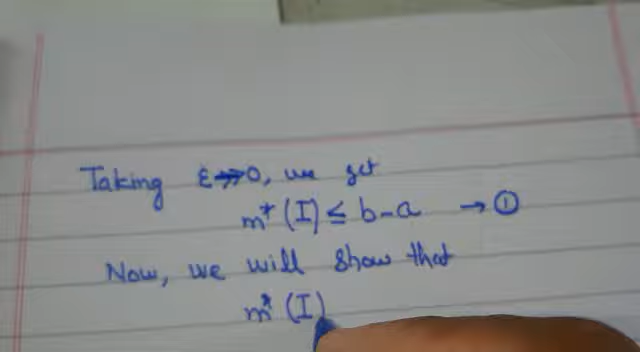 Taking ε→0, we get
m*(I) ≤ b-a → ①
Now, we will show that
m*(I)